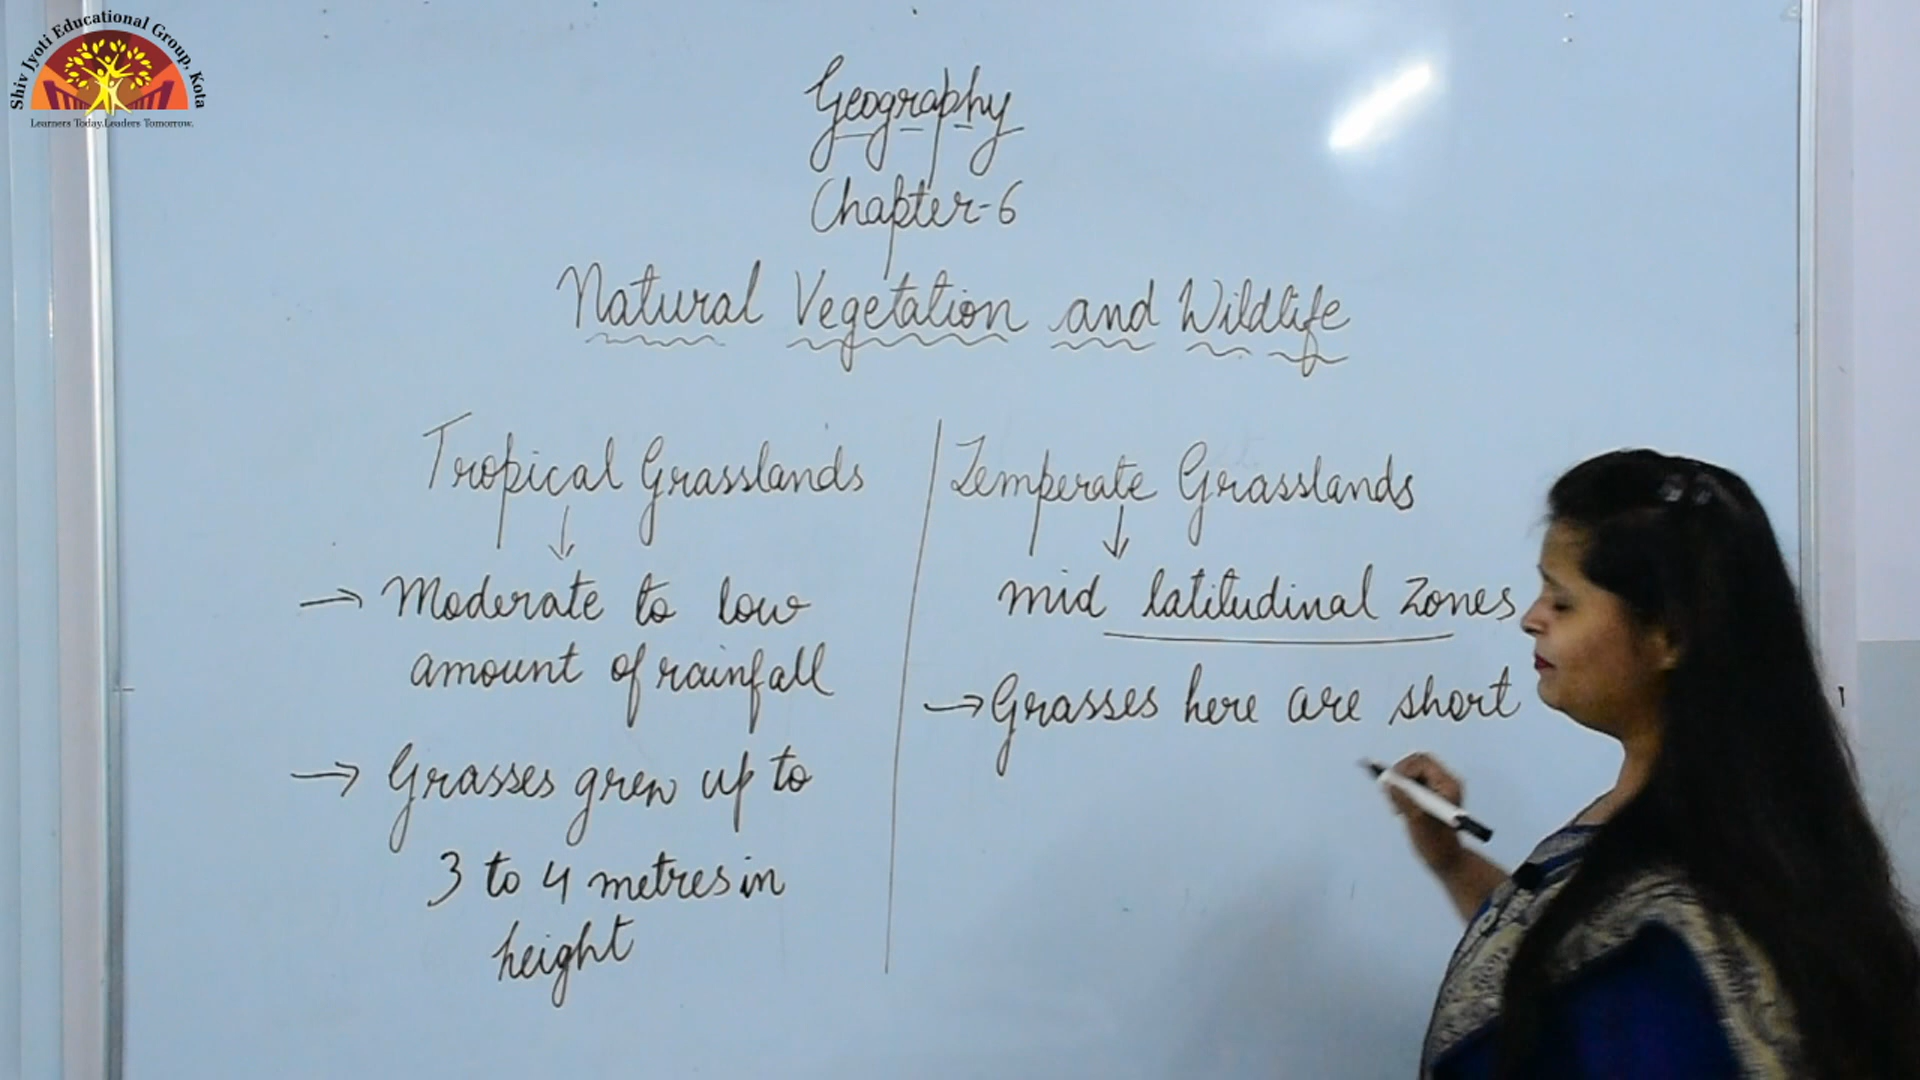 Shiv Jyoti Educational Group, Kota
Learners Today.Leaders Tomorrow.
Geography
Chapter-6
Natural Vegetation and Wildlife
Tropical Grasslands
Moderate to low
amount of rainfall
Grasses grew up to
3 to 4 metres in
height
Temperate Grasslands
mid latitudinal zones
Grasses here are short